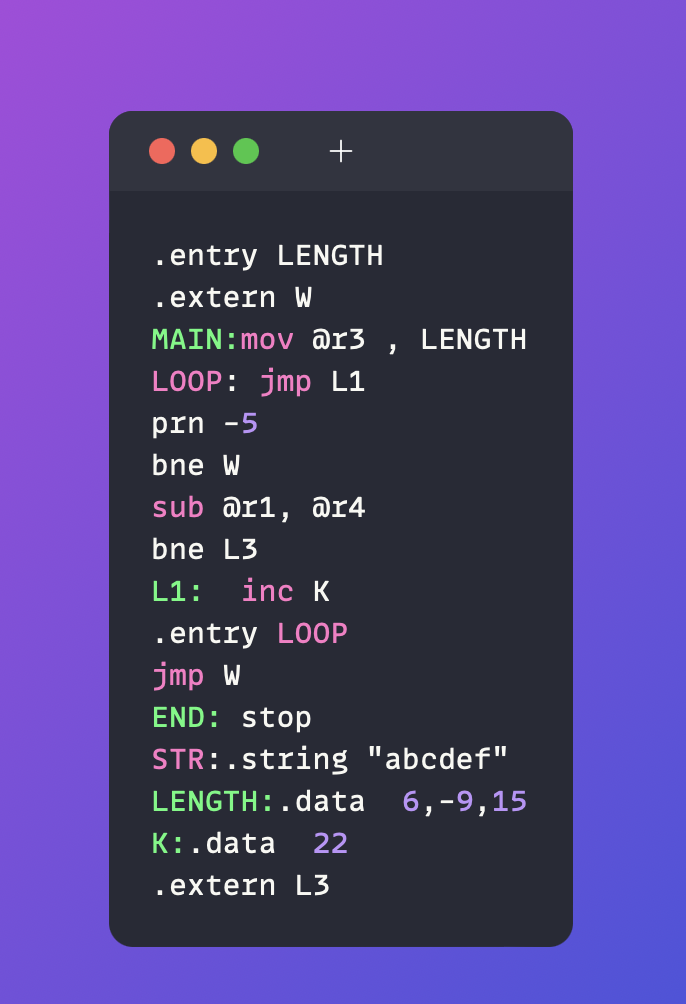 .entry LENGTH
.extern W
MAIN:mov @r3 , LENGTH
LOOP: jmp L1
prn -5
bne W
sub @r1, @r4
bne L3
L1:  inc K
.entry LOOP
jmp W
END: stop
STR:.string "abcdef"
LENGTH:.data  6,-9,15
K:.data  22
.extern L3